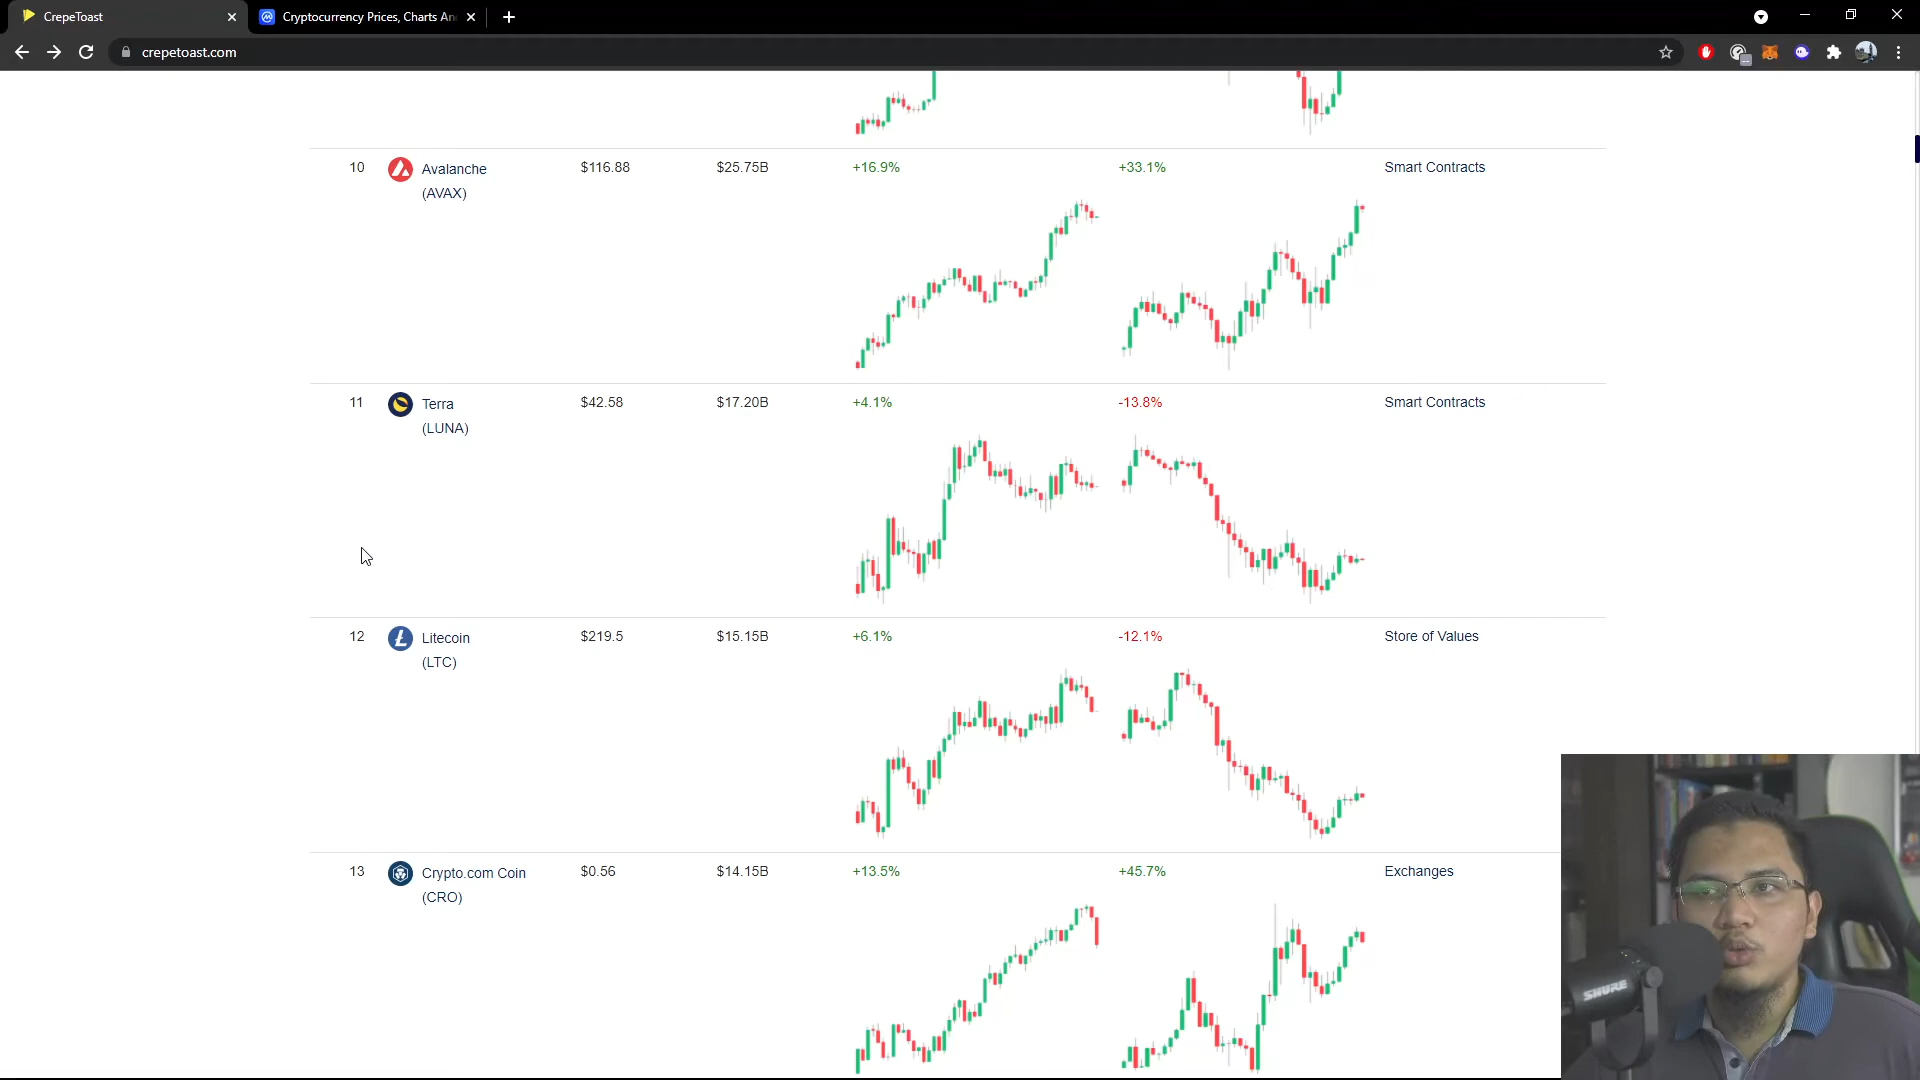 CrepeToast
Cryptocurrency Prices, Charts An
crepetoast.com
10 Avalanche $116.88 $25.75B +16.9% +33.1% Smart Contracts
(AVAX)
11 Terra $42.58 $17.20B +4.1% -13.8% Smart Contracts
(LUNA)
12 Litecoin $219.5 $15.15B +6.1% -12.1% Store of Values
(LTC)
13 Crypto.com Coin $0.56 $14.15B +13.5% +45.7% Exchanges
(CRO)
SHURE